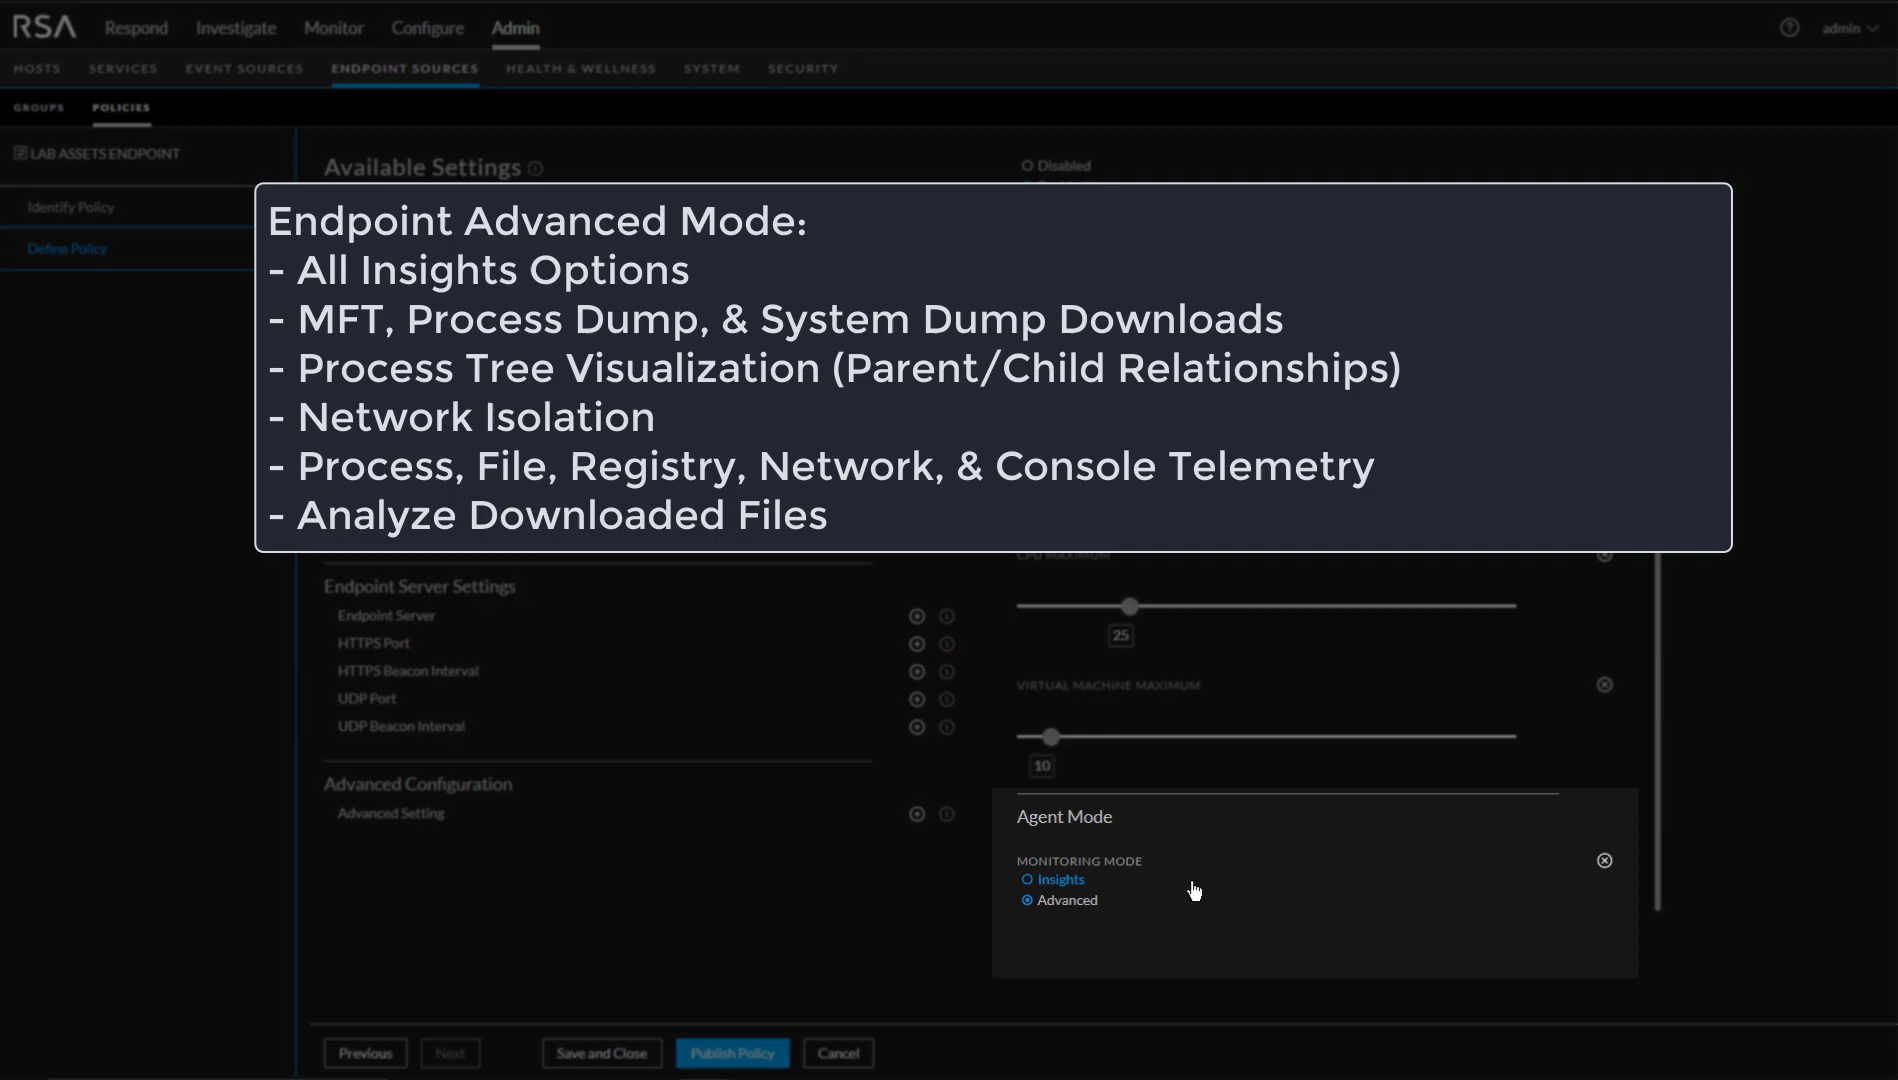 RSA Respond Investigate Monitor Configure Admin admin
HOSTS SERVICES EVENT SOURCES ENDPOINT SOURCES HEALTH & WELLNESS SYSTEM SECURITY
GROUPS POLICIES
LAB ASSETS ENDPOINT
Identify Policy
Define Policy
Available Settings
Disabled
Endpoint Advanced Mode:
- All Insights Options
- MFT, Process Dump, & System Dump Downloads
- Process Tree Visualization (Parent/Child Relationships)
- Network Isolation
- Process, File, Registry, Network, & Console Telemetry
- Analyze Downloaded Files
Endpoint Server Settings
Endpoint Server
HTTPS Port
HTTPS Beacon Interval
UDP Port
UDP Beacon Interval
Advanced Configuration
Advanced Setting
CPU MAXIMUM
25
VIRTUAL MACHINE MAXIMUM
10
Agent Mode
MONITORING MODE
Insights
Advanced
Previous Next Save and Close Publish Policy Cancel